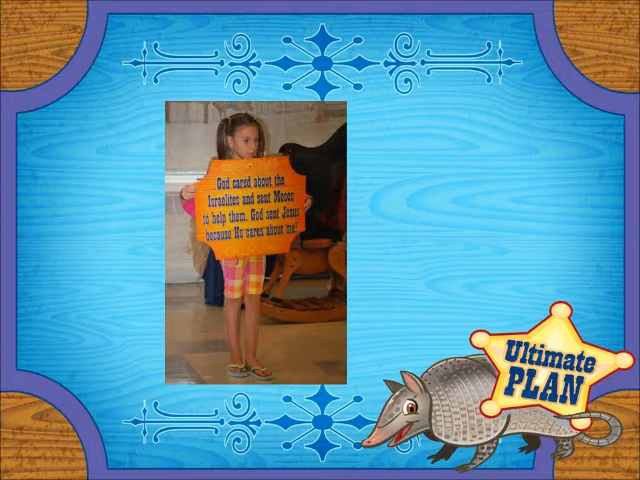 God cared about the
Israelites and sent Moses
to help them. God sent Jesus
because He cares about me!
Ultimate
PLAN